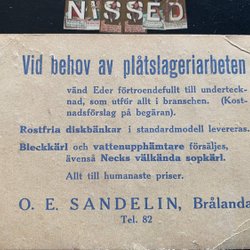 NISSED
Vid behov av plåtslageriarbeten
vänd Eder förtroendefullt till underteck-
nad, som utför allt i branschen. (Kost-
nadsförslag på begäran).
Rostfria diskbänkar i standardmodell levereras.
Bleckkärl och vattenupphämtare försäljes,
ävenså Necks välkända sopkärl.
Allt till humanaste priser.
O. E. SANDELIN, Brålanda
Tel. 82